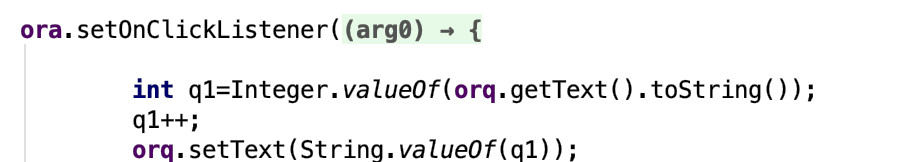 ora.setOnClickListener((arg0) → {
int q1=Integer.valueOf(orq.getText().toString());
q1++;
orq.setText(String.valueOf(q1));